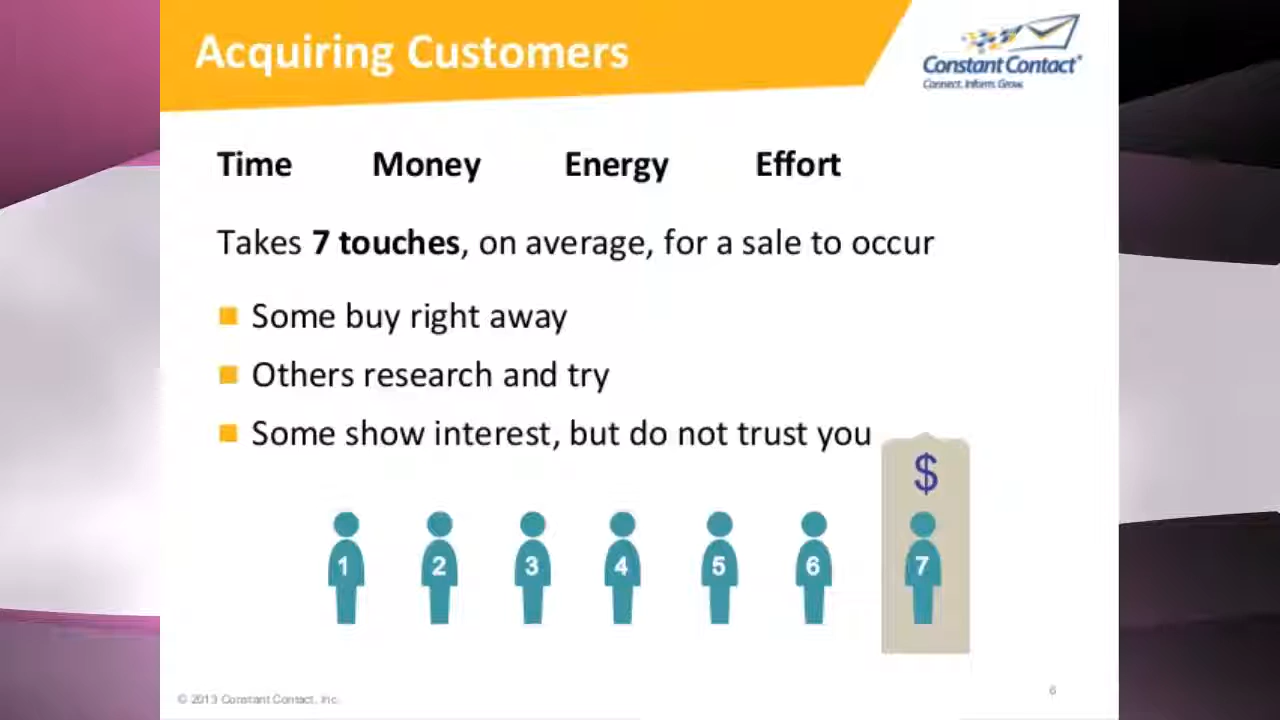 Acquiring Customers
Constant Contact®
Connect. Inform. Grow.
Time Money Energy Effort
Takes 7 touches, on average, for a sale to occur
Some buy right away
Others research and try
Some show interest, but do not trust you
$
1 2 3 4 5 6 7
© 2013 Constant Contact, Inc.
6